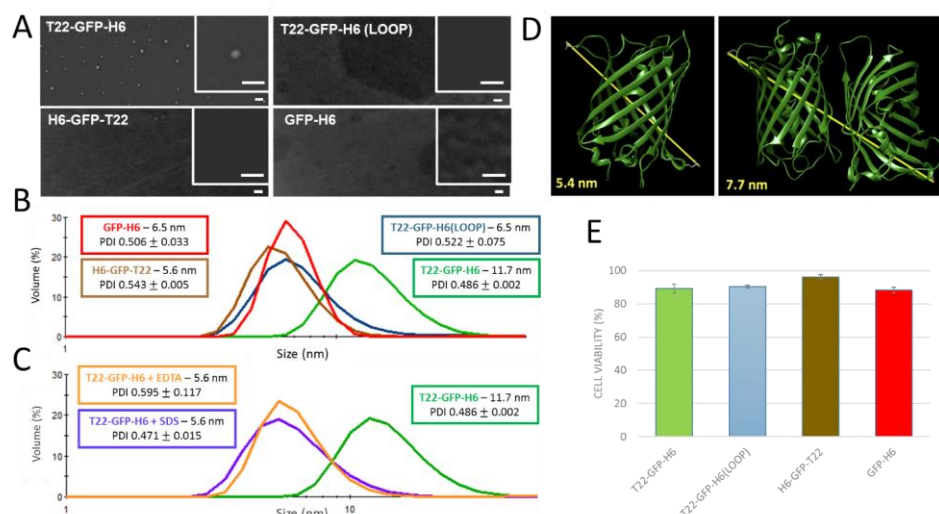 A
T22-GFP-H6
T22-GFP-H6 (LOOP)
H6-GFP-T22
GFP-H6
B
Volume (%)
30
20
10
0
GFP-H6 – 6.5 nm
PDI 0.506 ± 0.033
H6-GFP-T22 – 5.6 nm
PDI 0.543 ± 0.005
T22-GFP-H6(LOOP) – 6.5 nm
PDI 0.522 ± 0.075
T22-GFP-H6 – 11.7 nm
PDI 0.486 ± 0.002
1
Size (nm)
10
C
Volume (%)
30
20
10
0
T22-GFP-H6 + EDTA – 5.6 nm
PDI 0.595 ± 0.117
T22-GFP-H6 + SDS – 5.6 nm
PDI 0.471 ± 0.015
T22-GFP-H6 – 11.7 nm
PDI 0.486 ± 0.002
1
Size (nm)
10
D
5.4 nm
7.7 nm
E
CELL VIABILITY (%)
100
80
60
40
20
0
T22-GFP-H6
T22-GFP-H6(LOOP)
H6-GFP-T22
GFP-H6